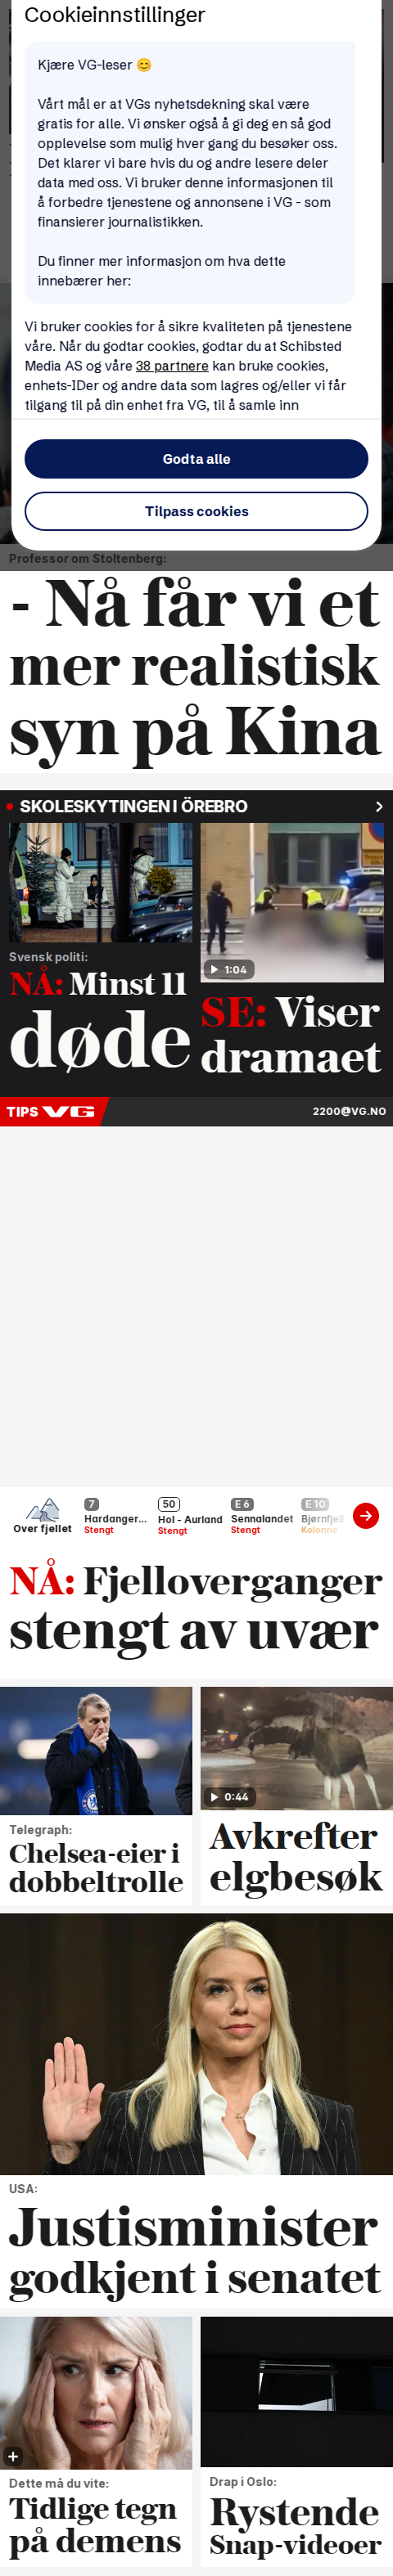 Cookieinnstillinger
Kjære VG-leser 😊
Vårt mål er at VGs nyhetsdekning skal være
gratis for alle. Vi ønsker også å gi deg en så god
opplevelse som mulig hver gang du besøker oss.
Det klarer vi bare hvis du og andre lesere deler
data med oss. Vi bruker denne informasjonen til
å forbedre tjenestene og annonsene i VG - som
finansierer journalistikken.
Du finner mer informasjon om hva dette
innebærer her:
Vi bruker cookies for å sikre kvaliteten på tjenestene
våre. Når du godtar cookies, godtar du at Schibsted
Media AS og våre 38 partnere kan bruke cookies,
enhets-IDer og andre data som lagres og/eller vi får
tilgang til på din enhet fra VG, til å samle inn
Godta alle
Tilpass cookies
Professor om Stoltenberg:
- Nå får vi et
mer realistisk
syn på Kina
SKOLESKYTINGEN I ÖREBRO
Svensk politi:
NÅ: Minst 11
døde
1:04
SE: Viser
dramaet
TIPS VG
2200@VG.NO
Over fjellet
7
Hardanger...
Stengt
50
Hol - Aurland
Stengt
E 6
Sennalandet
Stengt
E 10
Bjørnfjell
Kolonne
NÅ: Fjelloverganger
stengt av uvær
Telegraph:
Chelsea-eier i
dobbeltrolle
0:44
Avkrefter
elgbesøk
USA:
Justisminister
godkjent i senatet
Dette må du vite:
Tidlige tegn
på demens
Drap i Oslo:
Rystende
Snap-videoer